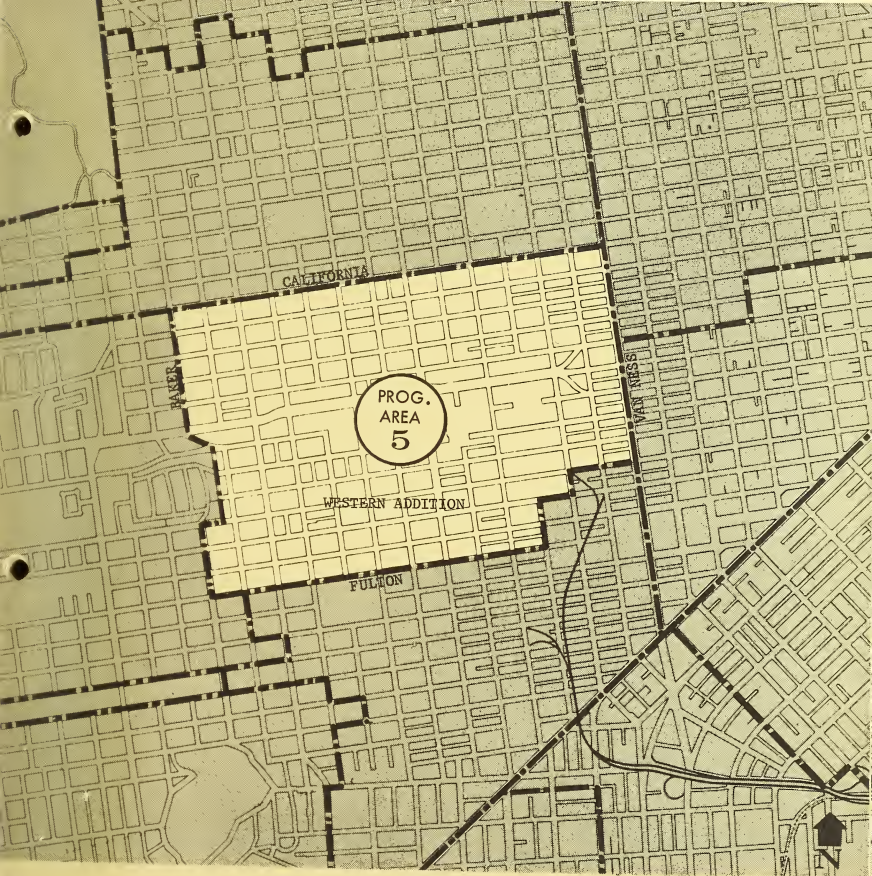 CALIFORNIA
BAKER
VAN NESS
PROG.
AREA
5
WESTERN ADDITION
FULTON
N